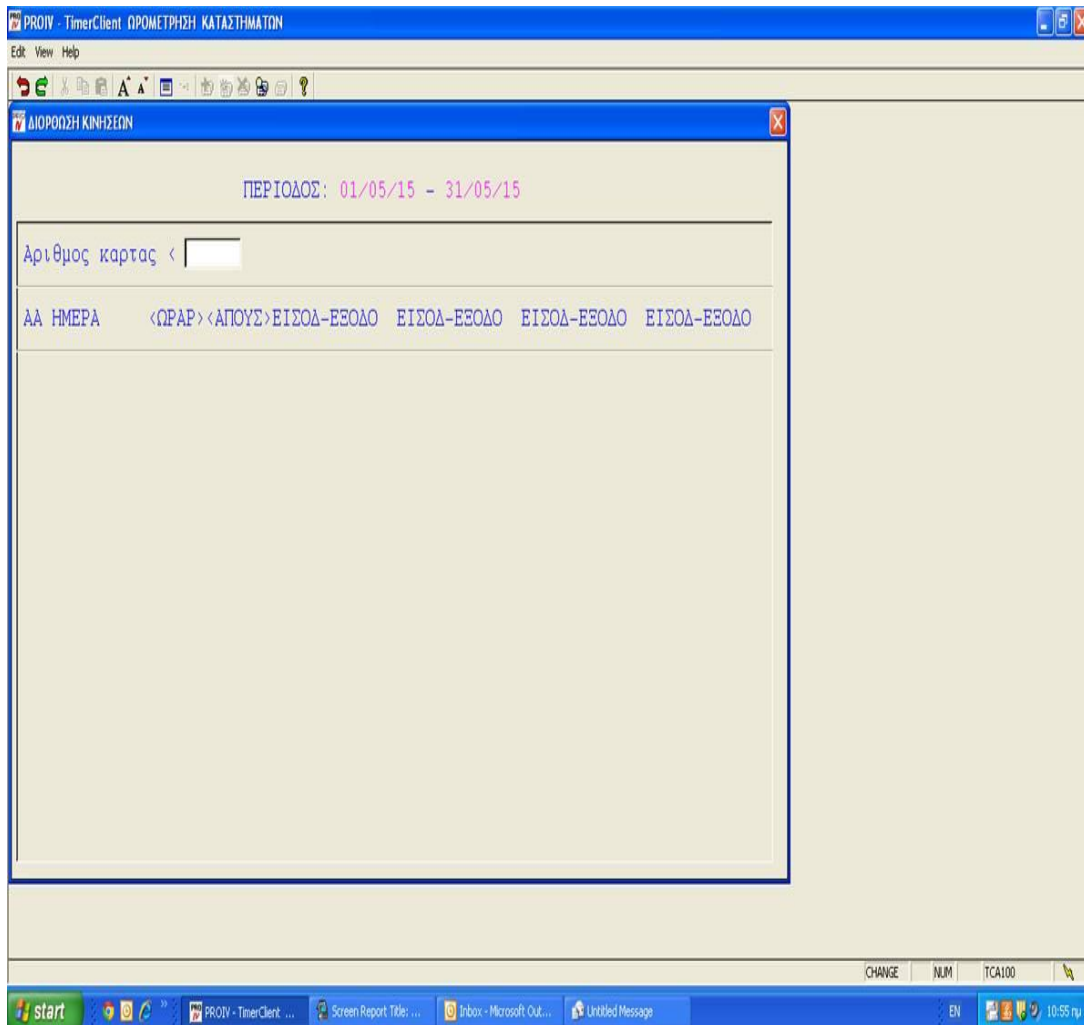 PROIV - TimerClient ΩΡΟΜΕΤΡΗΣΗ ΚΑΤΑΣΤΗΜΑΤΩΝ
Edit View Help
ΔΙΟΡΘΩΣΗ ΚΙΝΗΣΕΩΝ
ΠΕΡΙΟΔΟΣ: 01/05/15 - 31/05/15
Αριθμος καρτας <
ΑΑ ΗΜΕΡΑ <ΩΡΑΡ><ΑΠΟΥΣ>ΕΙΣΟΔ-ΕΞΟΔΟ ΕΙΣΟΔ-ΕΞΟΔΟ ΕΙΣΟΔ-ΕΞΟΔΟ ΕΙΣΟΔ-ΕΞΟΔΟ
CHANGE NUM TCA100
start PROIV - TimerClient ... Screen Report Title: ... Inbox - Microsoft Out... Untitled Message EN 10:55 πμ